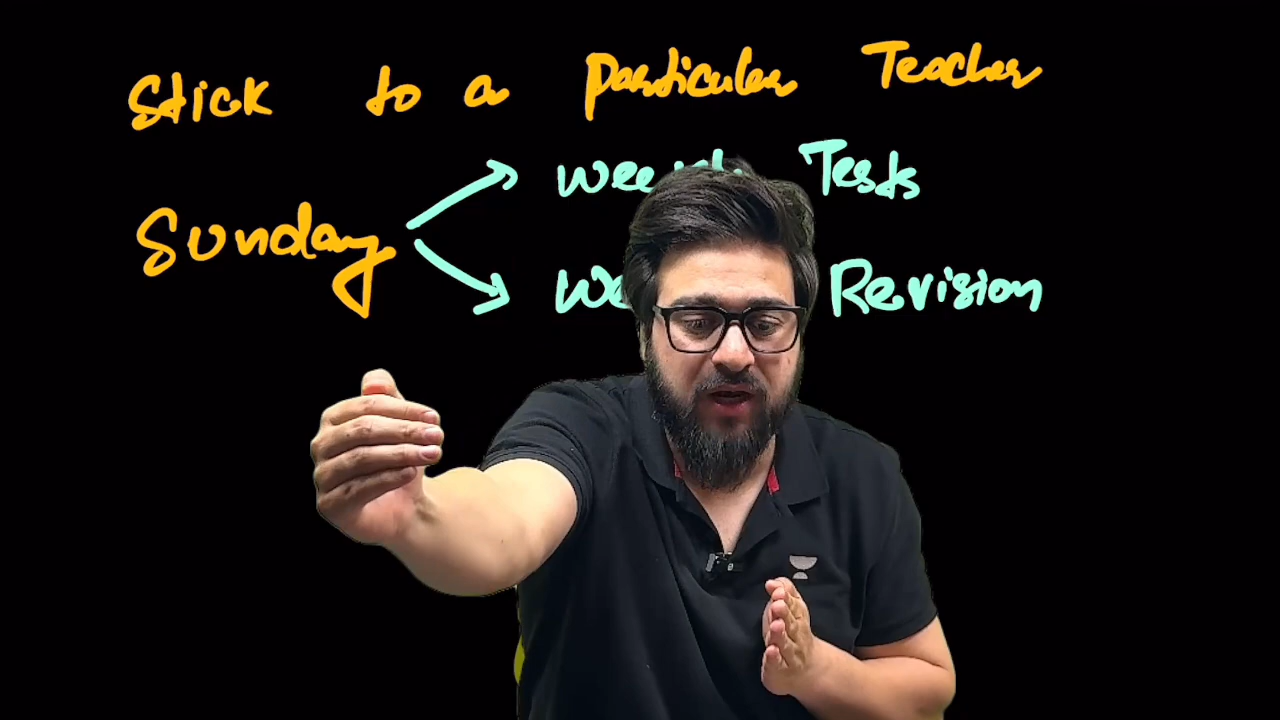 Stick to a particular Teacher
Tests
Sunday
Revision